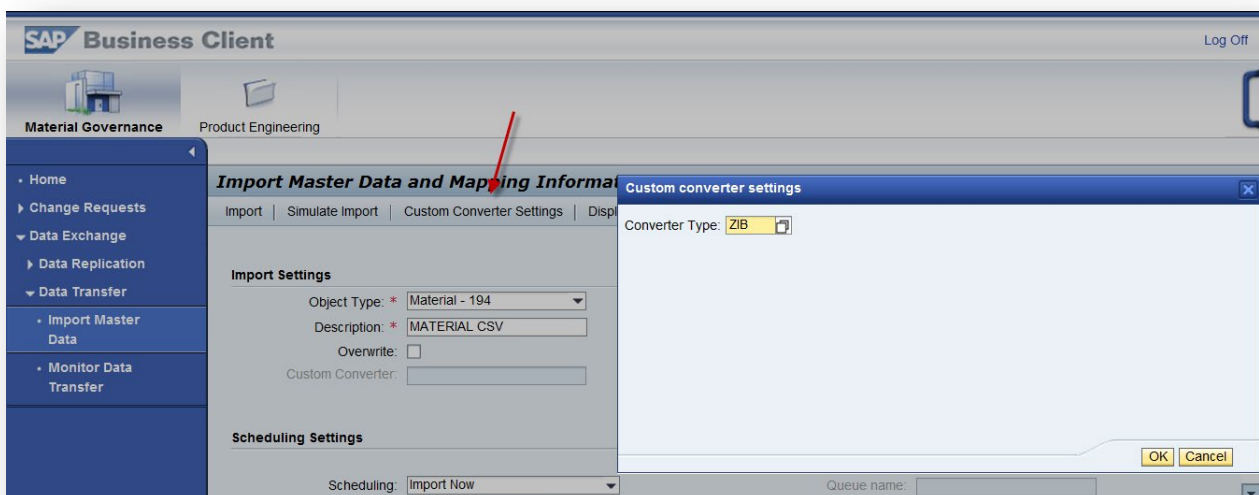 SAP Business Client
Log Off
Material Governance
Product Engineering
Home
Change Requests
Data Exchange
Data Replication
Data Transfer
Import Master
Data
Monitor Data
Transfer
Import Master Data and Mapping Informat
Import | Simulate Import | Custom Converter Settings | Displ
Import Settings
Object Type: * Material - 194
Description: * MATERIAL CSV
Overwrite:
Custom Converter:
Scheduling Settings
Scheduling: Import Now
Queue name:
Custom converter settings
Converter Type: ZIB
OK Cancel